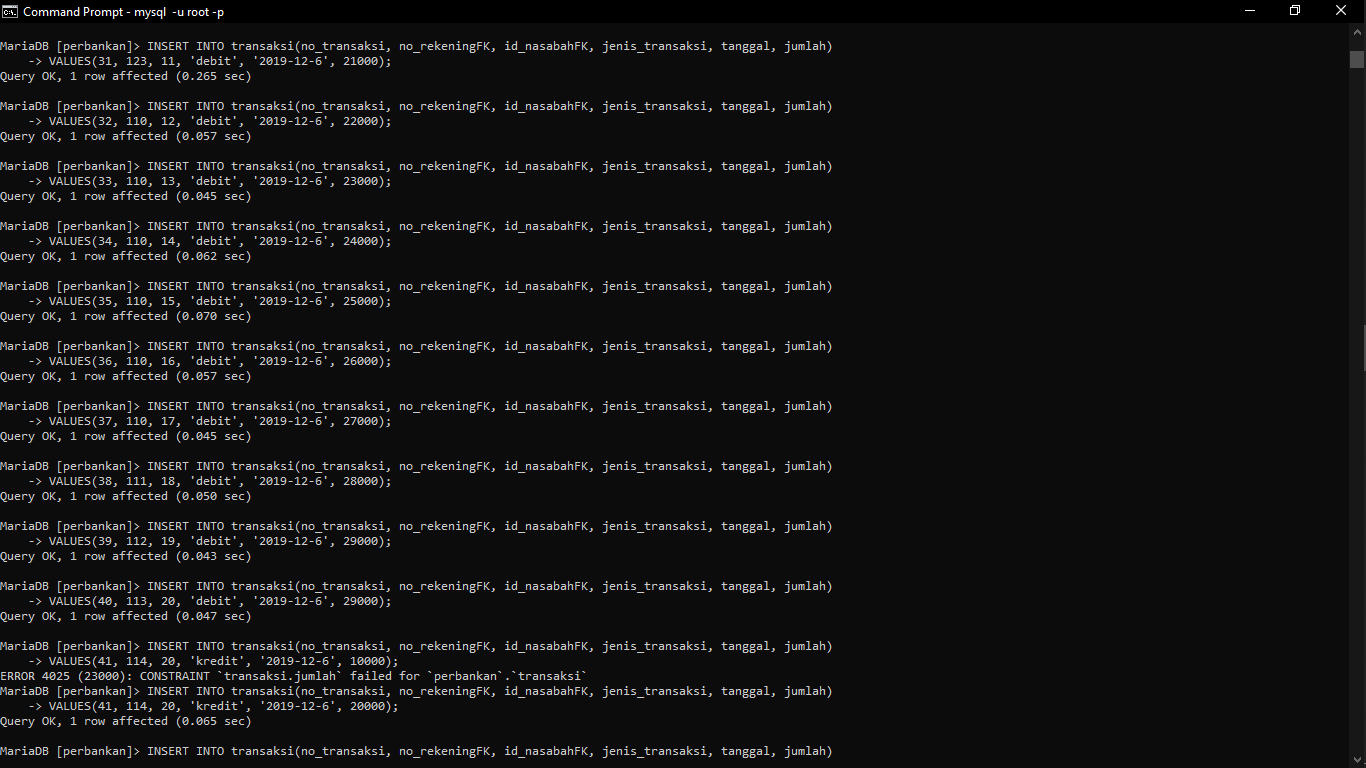 Command Prompt - mysql  -u root -p
MariaDB [perbankan]> INSERT INTO transaksi(no_transaksi, no_rekeningFK, id_nasabahFK, jenis_transaksi, tanggal, jumlah)
    -> VALUES(31, 123, 11, 'debit', '2019-12-6', 21000);
Query OK, 1 row affected (0.265 sec)
MariaDB [perbankan]> INSERT INTO transaksi(no_transaksi, no_rekeningFK, id_nasabahFK, jenis_transaksi, tanggal, jumlah)
    -> VALUES(32, 110, 12, 'debit', '2019-12-6', 22000);
Query OK, 1 row affected (0.057 sec)
MariaDB [perbankan]> INSERT INTO transaksi(no_transaksi, no_rekeningFK, id_nasabahFK, jenis_transaksi, tanggal, jumlah)
    -> VALUES(33, 110, 13, 'debit', '2019-12-6', 23000);
Query OK, 1 row affected (0.045 sec)
MariaDB [perbankan]> INSERT INTO transaksi(no_transaksi, no_rekeningFK, id_nasabahFK, jenis_transaksi, tanggal, jumlah)
    -> VALUES(34, 110, 14, 'debit', '2019-12-6', 24000);
Query OK, 1 row affected (0.062 sec)
MariaDB [perbankan]> INSERT INTO transaksi(no_transaksi, no_rekeningFK, id_nasabahFK, jenis_transaksi, tanggal, jumlah)
    -> VALUES(35, 110, 15, 'debit', '2019-12-6', 25000);
Query OK, 1 row affected (0.070 sec)
MariaDB [perbankan]> INSERT INTO transaksi(no_transaksi, no_rekeningFK, id_nasabahFK, jenis_transaksi, tanggal, jumlah)
    -> VALUES(36, 110, 16, 'debit', '2019-12-6', 26000);
Query OK, 1 row affected (0.057 sec)
MariaDB [perbankan]> INSERT INTO transaksi(no_transaksi, no_rekeningFK, id_nasabahFK, jenis_transaksi, tanggal, jumlah)
    -> VALUES(37, 110, 17, 'debit', '2019-12-6', 27000);
Query OK, 1 row affected (0.045 sec)
MariaDB [perbankan]> INSERT INTO transaksi(no_transaksi, no_rekeningFK, id_nasabahFK, jenis_transaksi, tanggal, jumlah)
    -> VALUES(38, 111, 18, 'debit', '2019-12-6', 28000);
Query OK, 1 row affected (0.050 sec)
MariaDB [perbankan]> INSERT INTO transaksi(no_transaksi, no_rekeningFK, id_nasabahFK, jenis_transaksi, tanggal, jumlah)
    -> VALUES(39, 112, 19, 'debit', '2019-12-6', 29000);
Query OK, 1 row affected (0.043 sec)
MariaDB [perbankan]> INSERT INTO transaksi(no_transaksi, no_rekeningFK, id_nasabahFK, jenis_transaksi, tanggal, jumlah)
    -> VALUES(40, 113, 20, 'debit', '2019-12-6', 29000);
Query OK, 1 row affected (0.047 sec)
MariaDB [perbankan]> INSERT INTO transaksi(no_transaksi, no_rekeningFK, id_nasabahFK, jenis_transaksi, tanggal, jumlah)
    -> VALUES(41, 114, 20, 'kredit', '2019-12-6', 10000);
ERROR 4025 (23000): CONSTRAINT `transaksi.jumlah` failed for `perbankan`.`transaksi`
MariaDB [perbankan]> INSERT INTO transaksi(no_transaksi, no_rekeningFK, id_nasabahFK, jenis_transaksi, tanggal, jumlah)
    -> VALUES(41, 114, 20, 'kredit', '2019-12-6', 20000);
Query OK, 1 row affected (0.065 sec)
MariaDB [perbankan]> INSERT INTO transaksi(no_transaksi, no_rekeningFK, id_nasabahFK, jenis_transaksi, tanggal, jumlah)